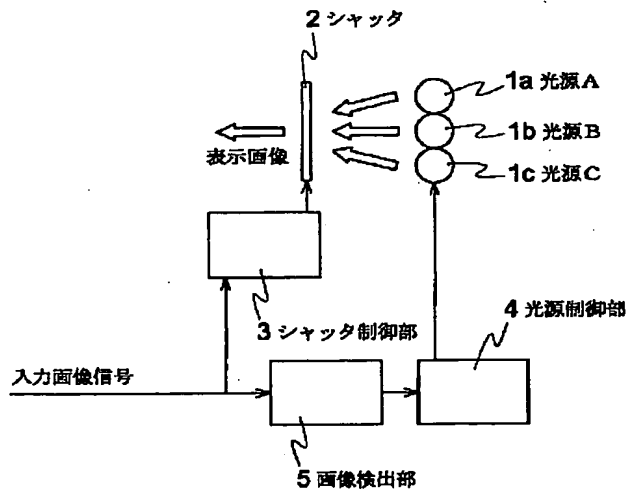 2 シャッタ
1a 光源A
1b 光源B
1c 光源C
表示画像
3 シャッタ制御部
4 光源制御部
入力画像信号
5 画像検出部